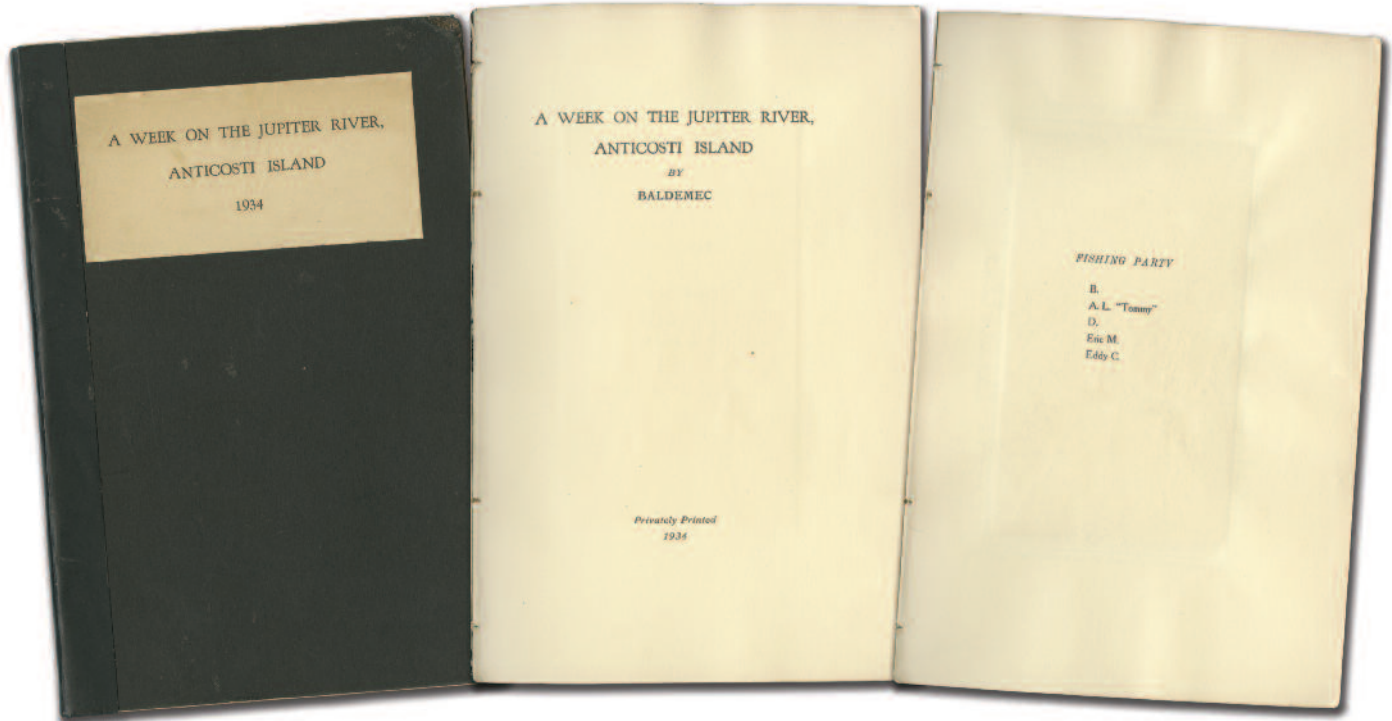 A WEEK ON THE JUPITER RIVER,
ANTICOSTI ISLAND
1934
A WEEK ON THE JUPITER RIVER,
ANTICOSTI ISLAND
BY
BALDEMEC
Privately Printed
1934
FISHING PARTY
B.
A. L. "Tommy"
D.
Eric M.
Eddy C.